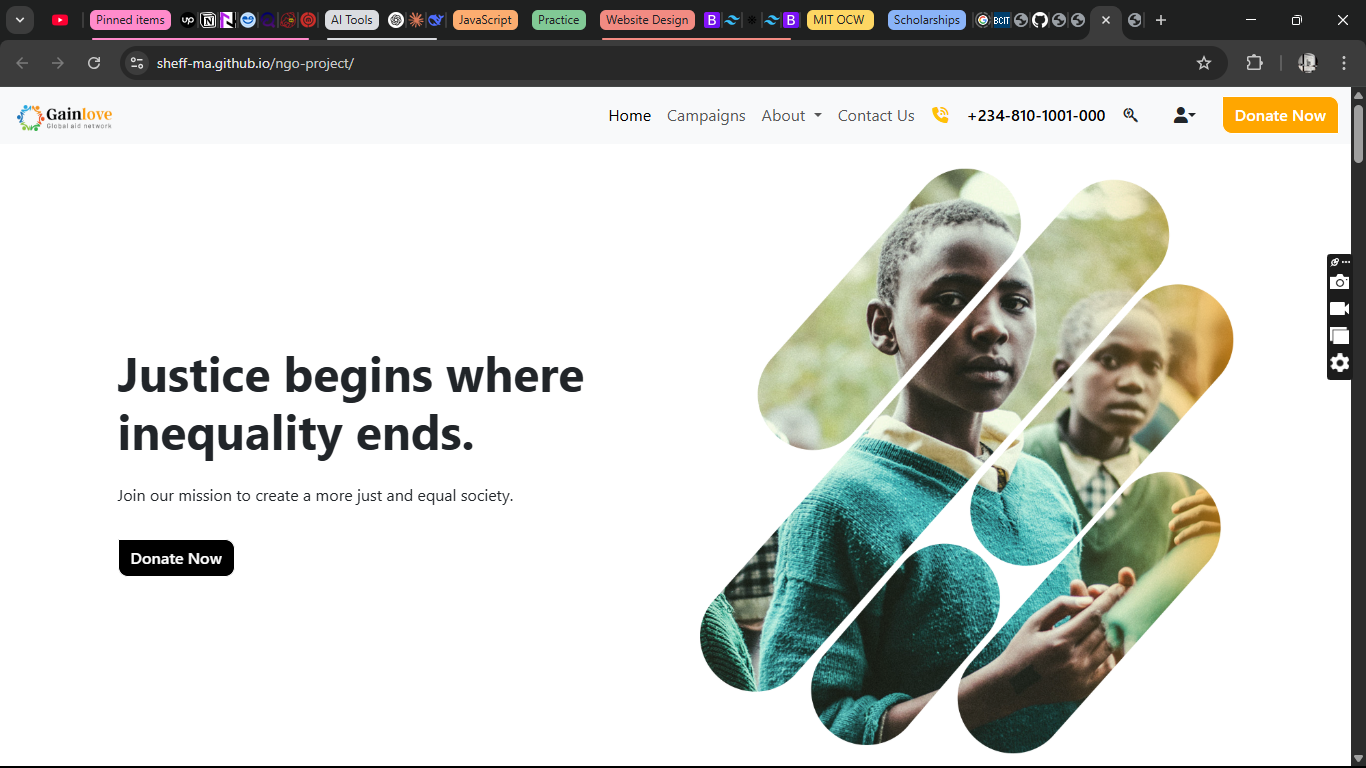 Pinned items
up
AI Tools
JavaScript
Practice
Website Design
B
B
MIT OCW
Scholarships
G
BCIT
sheff-ma.github.io/ngo-project/
Gainlove
Global aid network
Home
Campaigns
About
Contact Us
+234-810-1001-000
Donate Now
Justice begins where
inequality ends.
Join our mission to create a more just and equal society.
Donate Now